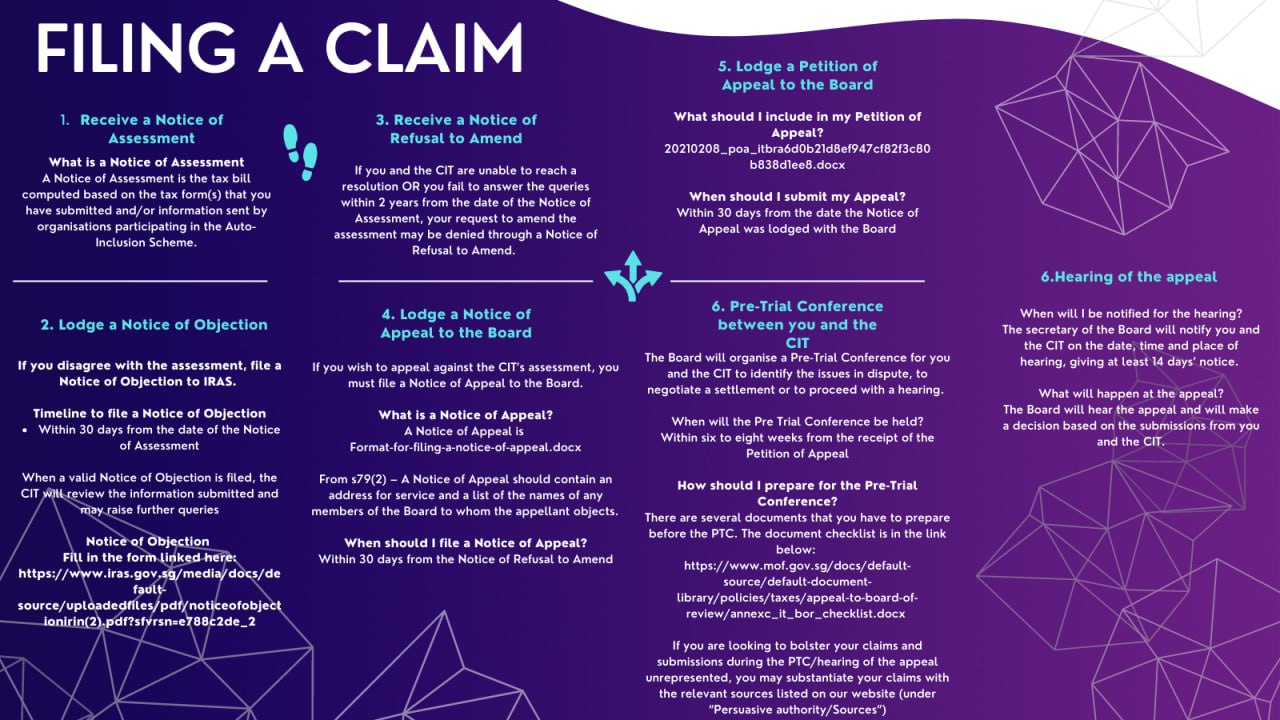 FILING A CLAIM
1. Receive a Notice of
Assessment
What is a Notice of Assessment
A Notice of Assessment is the tax bill
computed based on the tax form(s) that you
have submitted and/or information sent by
organisations participating in the Auto-
Inclusion Scheme.
2. Lodge a Notice of Objection
If you disagree with the assessment, file a
Notice of Objection to IRAS.
Timeline to file a Notice of Objection
• Within 30 days from the date of the Notice
of Assessment
When a valid Notice of Objection is filed, the
CIT will review the information submitted and
may raise further queries
Notice of Objection
Fill in the form linked here:
https://www.iras.gov.sg/media/docs/de
fault-
source/uploadedfiles/pdf/noticeofobject
ionirin(2).pdf?sfvrsn=e788c2de_2
3. Receive a Notice of
Refusal to Amend
If you and the CIT are unable to reach a
resolution OR you fail to answer the queries
within 2 years from the date of the Notice of
Assessment, your request to amend the
assessment may be denied through a Notice of
Refusal to Amend.
4. Lodge a Notice of
Appeal to the Board
If you wish to appeal against the CIT's assessment, you
must file a Notice of Appeal to the Board.
What is a Notice of Appeal?
A Notice of Appeal is
Format-for-filing-a-notice-of-appeal.docx
From s79(2) – A Notice of Appeal should contain an
address for service and a list of the names of any
members of the Board to whom the appellant objects.
When should I file a Notice of Appeal?
Within 30 days from the Notice of Refusal to Amend
5. Lodge a Petition of
Appeal to the Board
What should I include in my Petition of
Appeal?
20210208_poa_itbra6d0b21d8ef947cf82f3c80
b838d1ee8.docx
When should I submit my Appeal?
Within 30 days from the date the Notice of
Appeal was lodged with the Board
6. Pre-Trial Conference
between you and the
CIT
The Board will organise a Pre-Trial Conference for you
and the CIT to identify the issues in dispute, to
negotiate a settlement or to proceed with a hearing.
When will the Pre Trial Conference be held?
Within six to eight weeks from the receipt of the
Petition of Appeal
How should I prepare for the Pre-Trial
Conference?
There are several documents that you have to prepare
before the PTC. The document checklist is in the link
below:
https://www.mof.gov.sg/docs/default-
source/default-document-
library/policies/taxes/appeal-to-board-of-
review/annexc_it_bor_checklist.docx
If you are looking to bolster your claims and
submissions during the PTC/hearing of the appeal
unrepresented, you may substantiate your claims with
the relevant sources listed on our website (under
"Persuasive authority/Sources")
6.Hearing of the appeal
When will I be notified for the hearing?
The secretary of the Board will notify you and
the CIT on the date, time and place of
hearing, giving at least 14 days' notice.
What will happen at the appeal?
The Board will hear the appeal and will make
a decision based on the submissions from you
and the CIT.